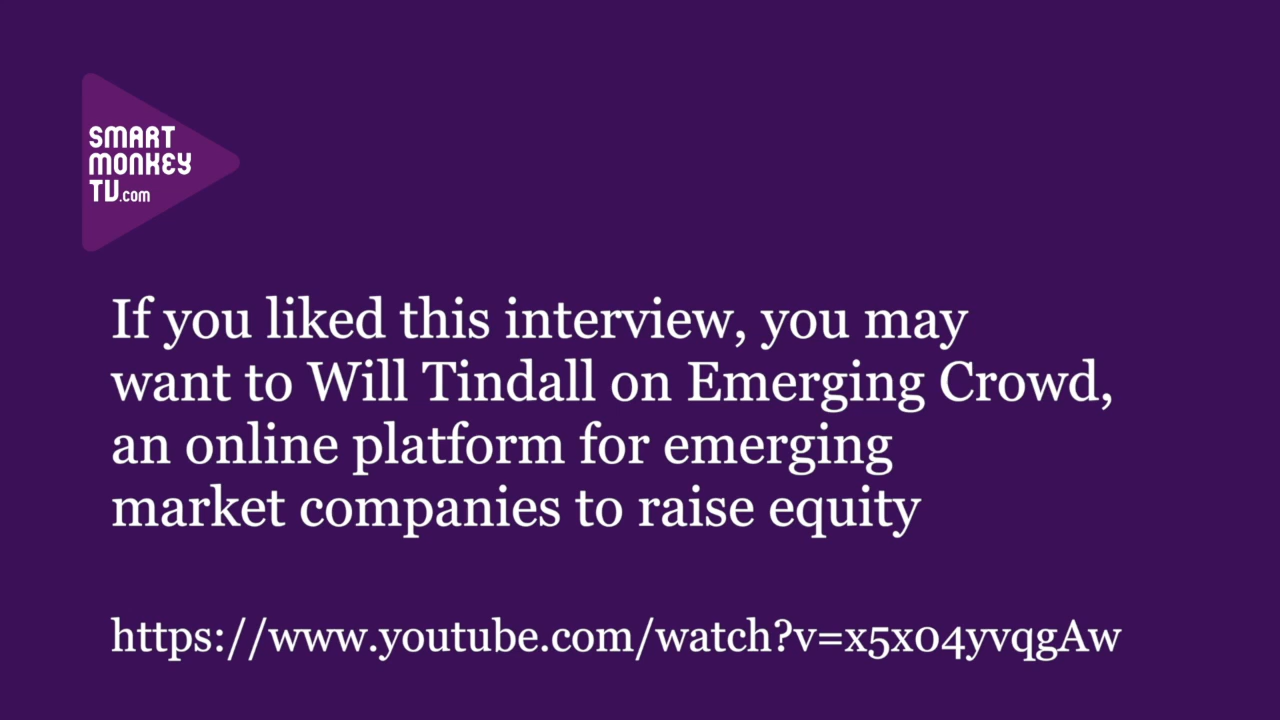 SMART
MONKEY
TV.com
If you liked this interview, you may
want to Will Tindall on Emerging Crowd,
an online platform for emerging
market companies to raise equity
https://www.youtube.com/watch?v=x5x04yvqgAw